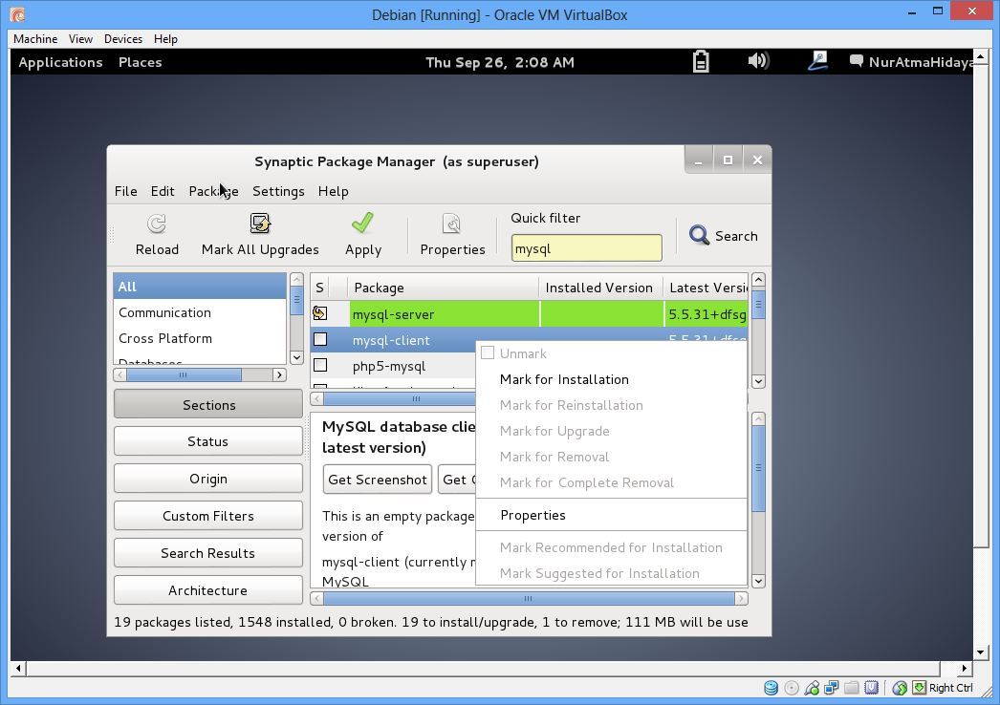 Debian [Running] - Oracle VM VirtualBox
Machine View Devices Help
Applications Places Thu Sep 26, 2:08 AM NurAtmaHidaya
Synaptic Package Manager (as superuser)
File Edit Package Settings Help
Quick filter
Reload Mark All Upgrades Apply Properties mysql Search
All
Communication
Cross Platform
Databases
Sections
Status
Origin
Custom Filters
Search Results
Architecture
S Package Installed Version Latest Versi
mysql-server 5.5.31+dfsg
mysql-client 5.5.31+dfsg
php5-mysql
MySQL database clie
latest version)
Get Screenshot Get C
This is an empty package
version of
mysql-client (currently m
MySQL
Unmark
Mark for Installation
Mark for Reinstallation
Mark for Upgrade
Mark for Removal
Mark for Complete Removal
Properties
Mark Recommended for Installation
Mark Suggested for Installation
19 packages listed, 1548 installed, 0 broken. 19 to install/upgrade, 1 to remove; 111 MB will be use
Right Ctrl